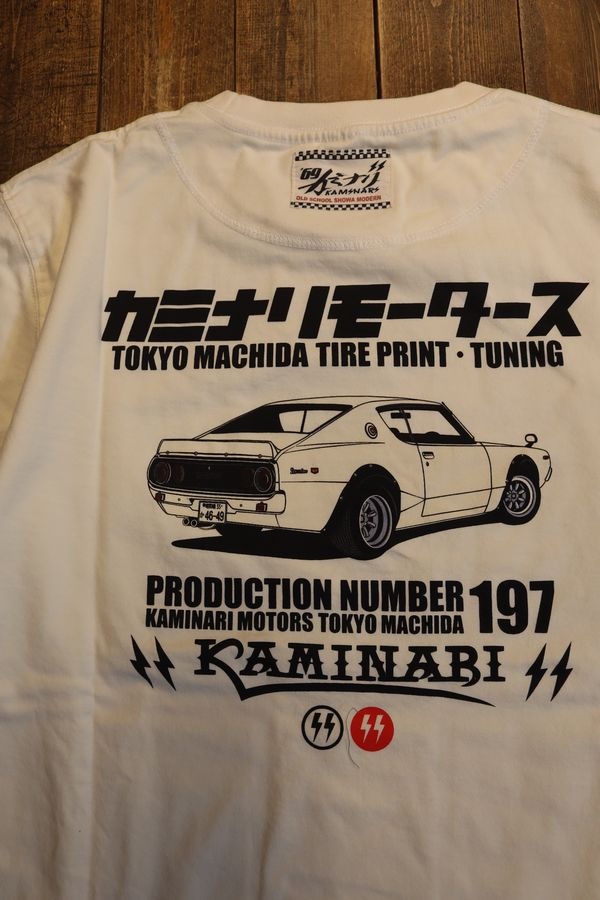 '69
カミナリ
KAMINARI
OLD SCHOOL SHOWA MODERN
カミナリモータース
TOKYO MACHIDA TIRE PRINT・TUNING
46-49
PRODUCTION NUMBER 197
KAMINARI MOTORS TOKYO MACHIDA
KAMINARI